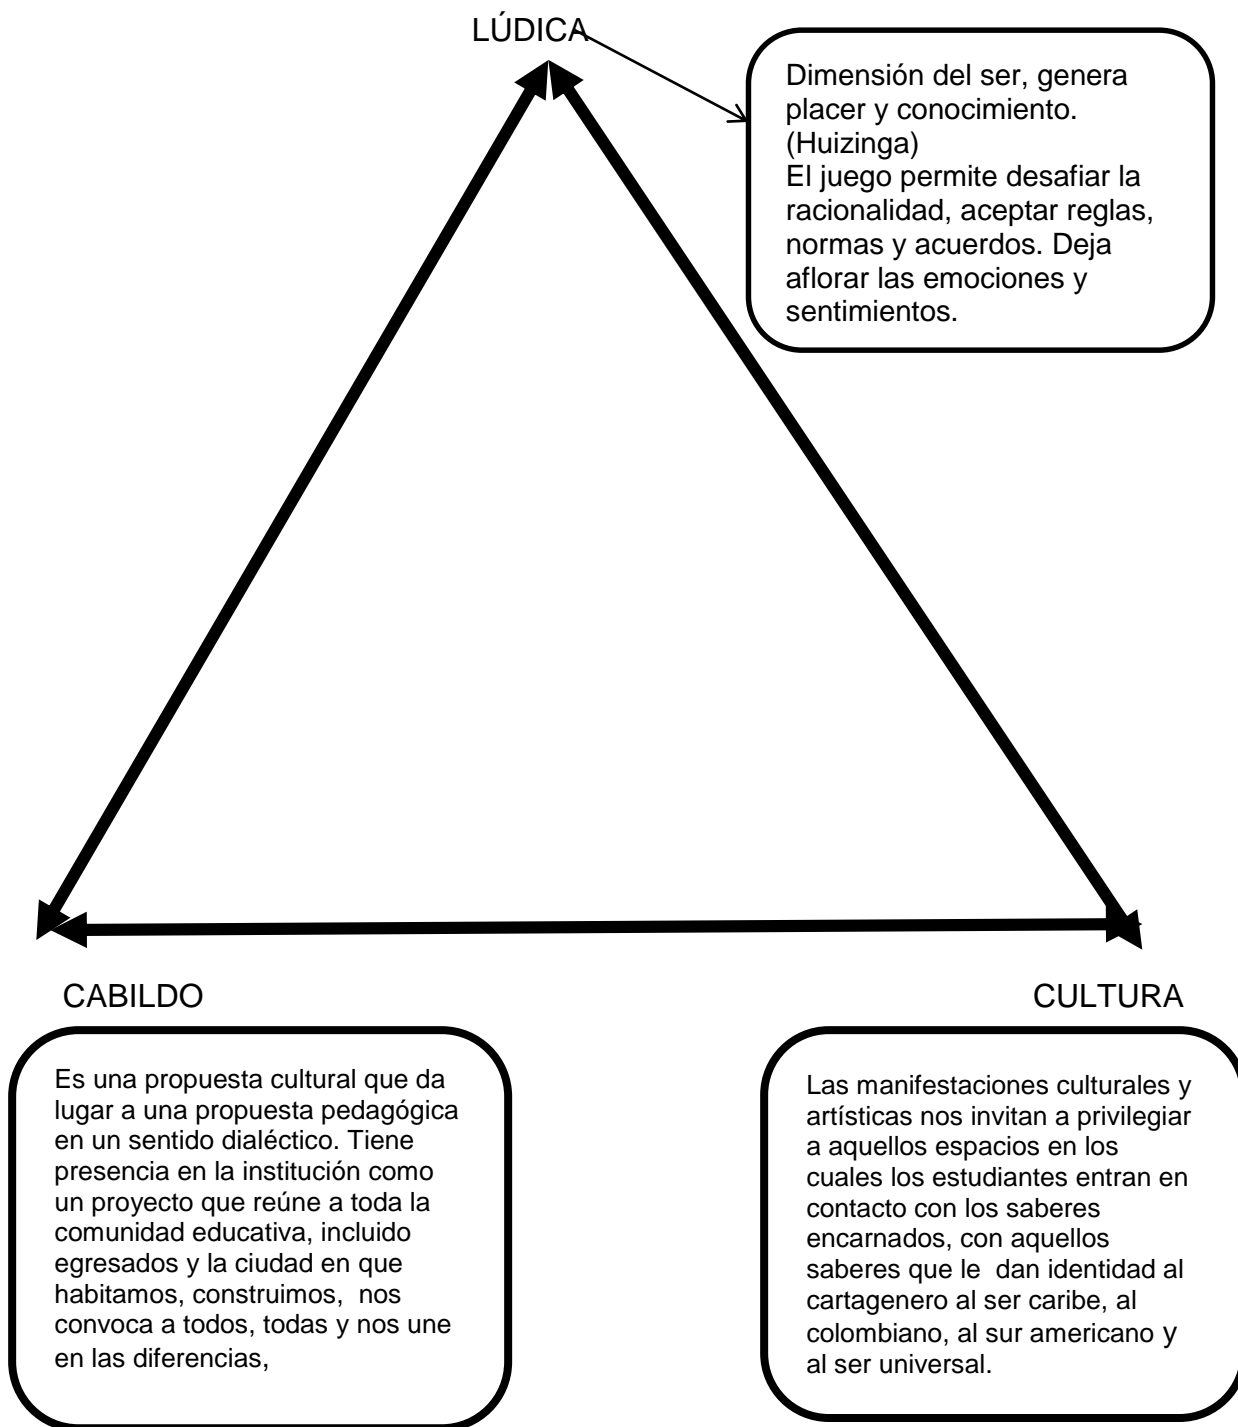 LÚDICA
Dimensión del ser, genera
placer y conocimiento.
(Huizinga)
El juego permite desafiar la
racionalidad, aceptar reglas,
normas y acuerdos. Deja
aflorar las emociones y
sentimientos.
CABILDO
Es una propuesta cultural que da
lugar a una propuesta pedagógica
en un sentido dialéctico. Tiene
presencia en la institución como
un proyecto que reúne a toda la
comunidad educativa, incluido
egresados y la ciudad en que
habitamos, construimos,  nos
convoca a todos, todas y nos une
en las diferencias,
CULTURA
Las manifestaciones culturales y
artísticas nos invitan a privilegiar
a aquellos espacios en los
cuales los estudiantes entran en
contacto con los saberes
encarnados, con aquellos
saberes que le  dan identidad al
cartagenero al ser caribe, al
colombiano, al sur americano y
al ser universal.